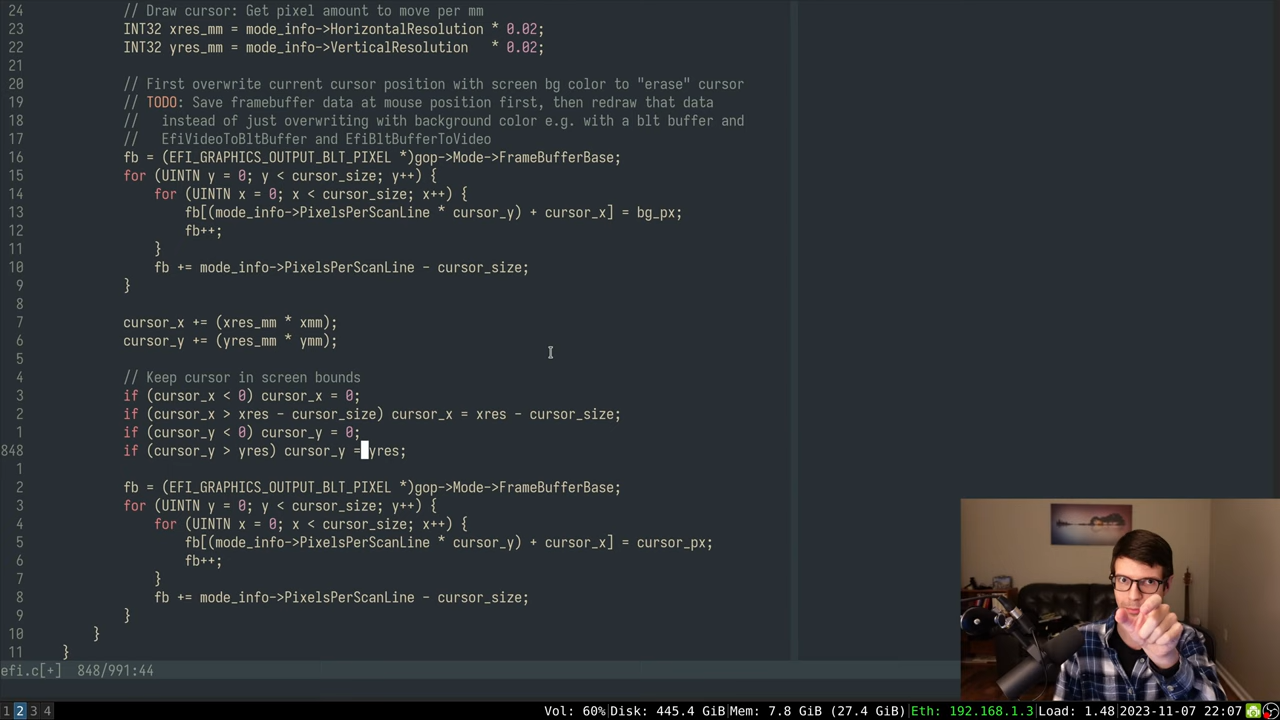 24 // Draw cursor: Get pixel amount to move per mm
23 INT32 xres_mm = mode_info->HorizontalResolution * 0.02;
22 INT32 yres_mm = mode_info->VerticalResolution   * 0.02;
21
20 // First overwrite current cursor position with screen bg color to "erase" cursor
19 // TODO: Save framebuffer data at mouse position first, then redraw that data
18 //   instead of just overwriting with background color e.g. with a blt buffer and
17 //   EfiVideoToBltBuffer and EfiBltBufferToVideo
16 fb = (EFI_GRAPHICS_OUTPUT_BLT_PIXEL *)gop->Mode->FrameBufferBase;
15 for (UINTN y = 0; y < cursor_size; y++) {
14 for (UINTN x = 0; x < cursor_size; x++) {
13 fb[(mode_info->PixelsPerScanLine * cursor_y) + cursor_x] = bg_px;
12 fb++;
11 }
10 fb += mode_info->PixelsPerScanLine - cursor_size;
9 }
8
7 cursor_x += (xres_mm * xmm);
6 cursor_y += (yres_mm * ymm);
5
4 // Keep cursor in screen bounds
3 if (cursor_x < 0) cursor_x = 0;
2 if (cursor_x > xres - cursor_size) cursor_x = xres - cursor_size;
1 if (cursor_y < 0) cursor_y = 0;
848 if (cursor_y > yres) cursor_y = yres;
1
2 fb = (EFI_GRAPHICS_OUTPUT_BLT_PIXEL *)gop->Mode->FrameBufferBase;
3 for (UINTN y = 0; y < cursor_size; y++) {
4 for (UINTN x = 0; x < cursor_size; x++) {
5 fb[(mode_info->PixelsPerScanLine * cursor_y) + cursor_x] = cursor_px;
6 fb++;
7 }
8 fb += mode_info->PixelsPerScanLine - cursor_size;
9 }
10 }
11 }
efi.c[+]  848/991:44
1 2 3 4 Vol: 60%|Disk: 445.4 GiB|Mem: 7.8 GiB (27.4 GiB)|Eth: 192.168.1.3|Load: 1.48|2023-11-07 22:07